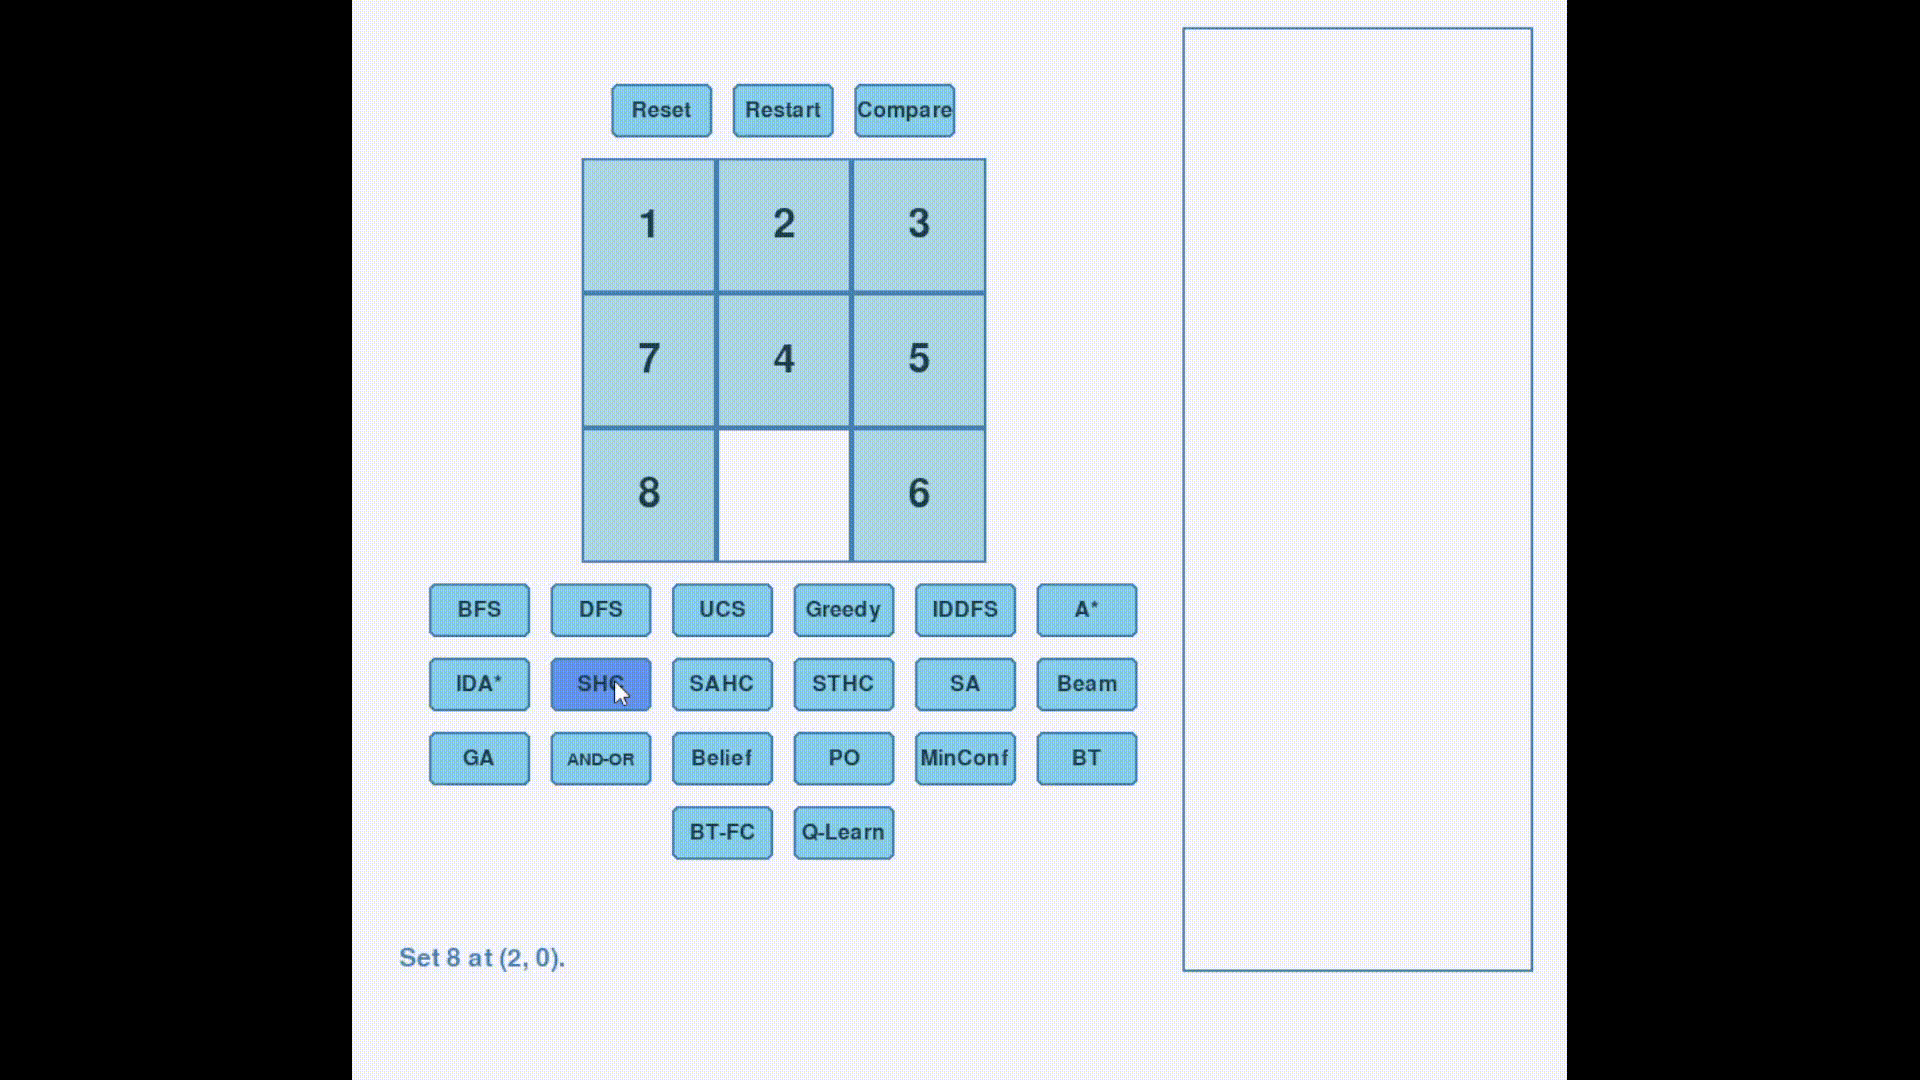 Reset Restart Compare
1 2 3
7 4 5
8 6
BFS DFS UCS Greedy IDDFS A*
IDA* SHC SAHC STHC SA Beam
GA AND-OR Belief PO MinConf BT
BT-FC Q-Learn
Set 8 at (2, 0).